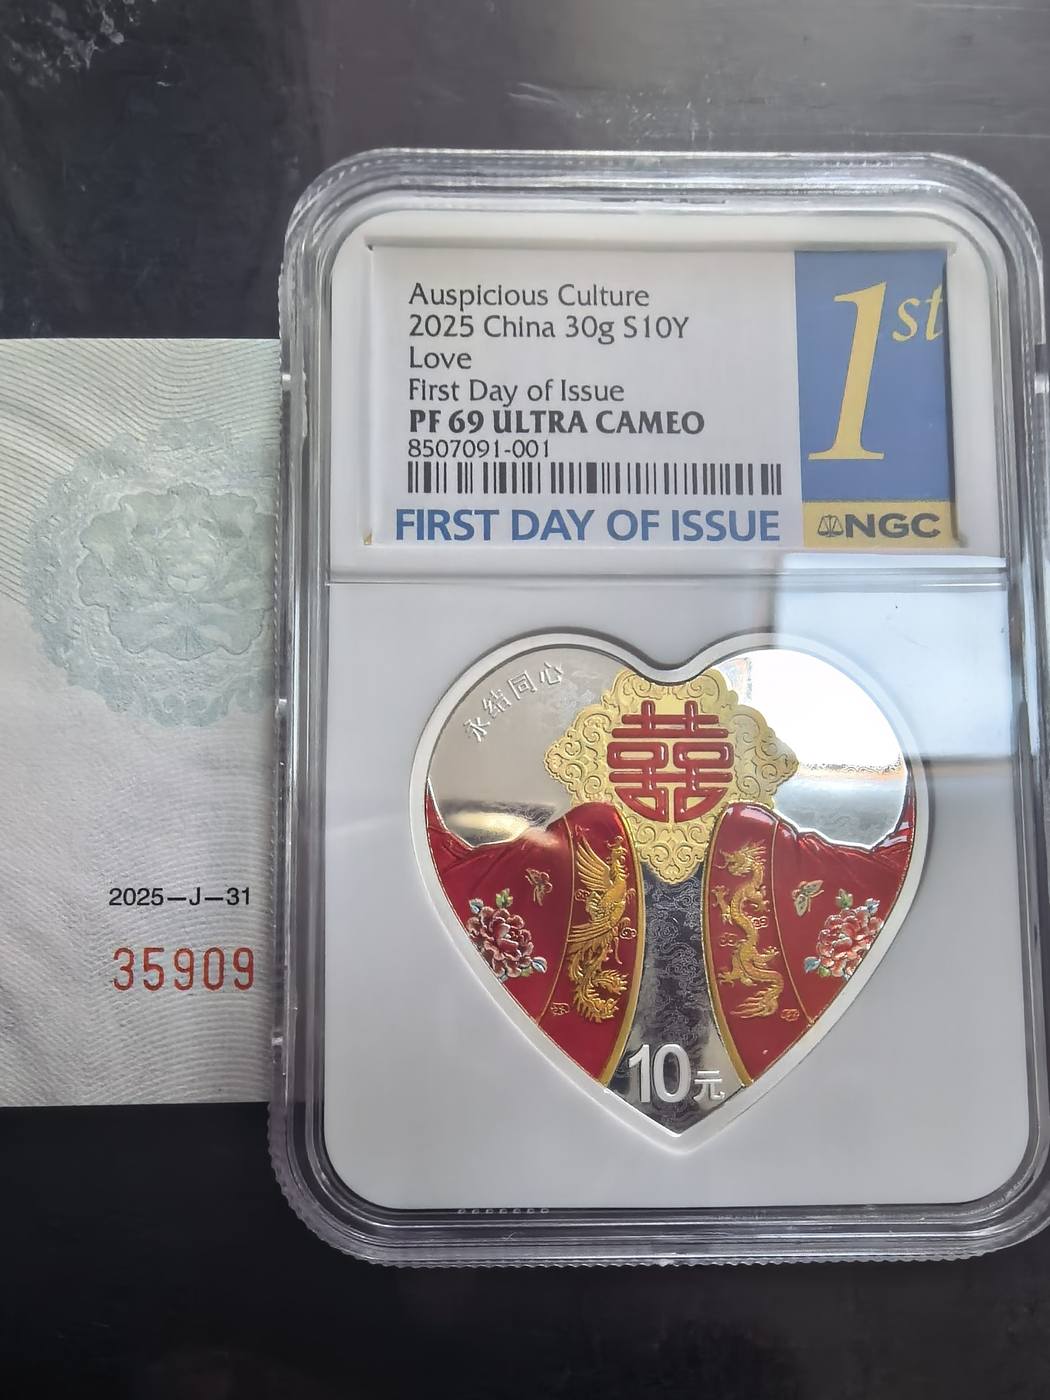 Auspicious Culture
2025 China 30g S10Y
Love
First Day of Issue
PF 69 ULTRA CAMEO
8507091-001
FIRST DAY OF ISSUE
1st
NGC
永结同心
囍
10元
2025—J—31
35909